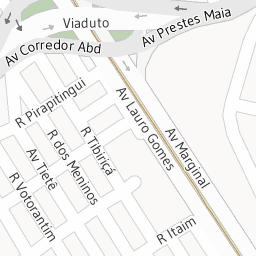 Viaduto
Av Prestes Maia
Av Corredor Abd
R Pirapitingui
Av Lauro Gomes
Av Marginal
R Tibiriçá
R dos Meninos
Av Tietê
R Votorantim
R Itaim